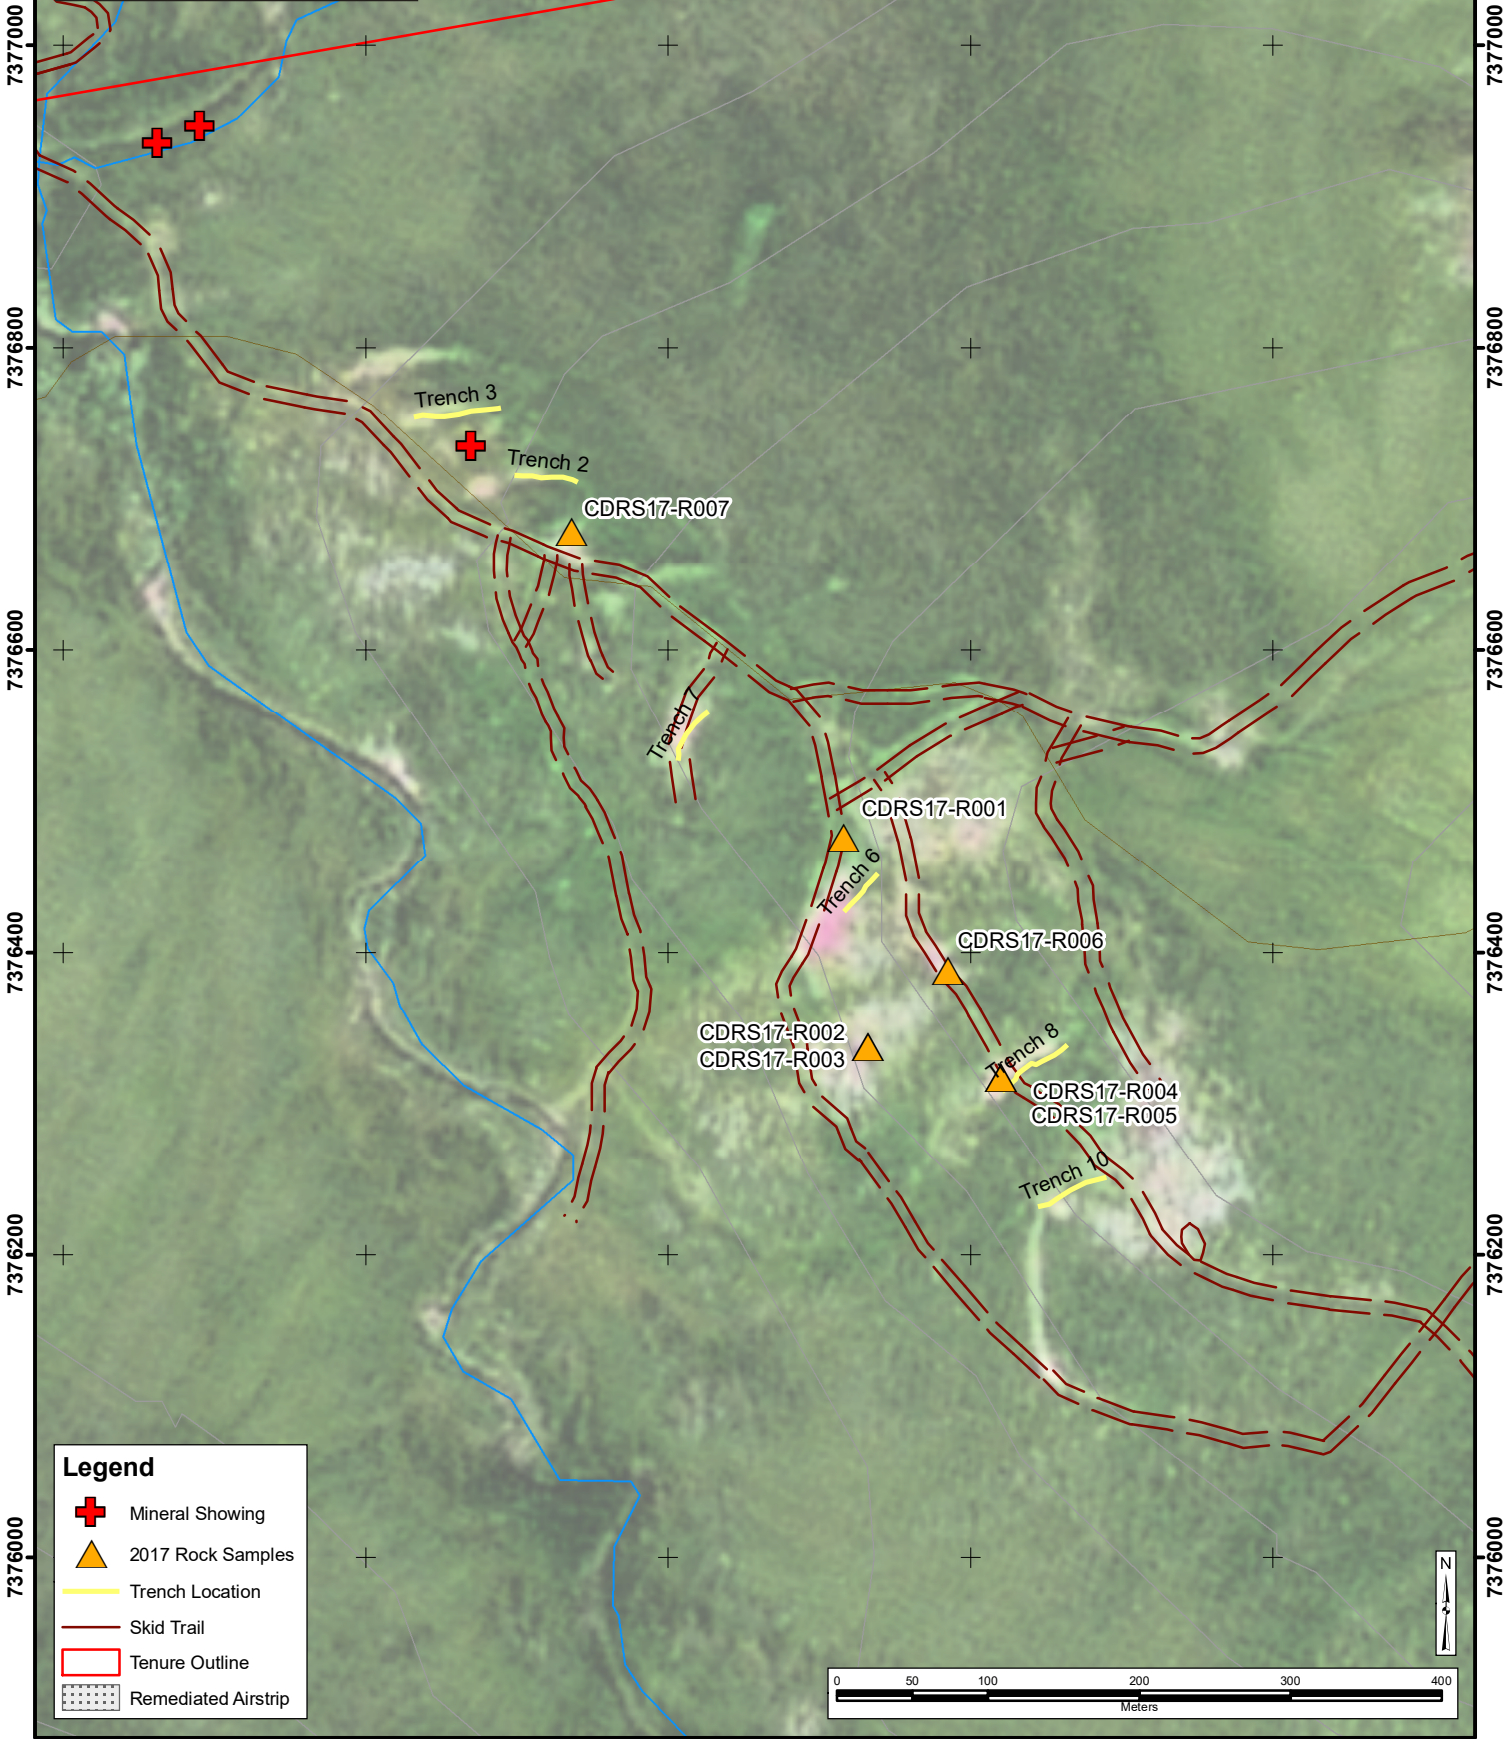 7377000
7377000
7376800
7376800
Trench 3
Trench 2
CDRS17-R007
7376600
7376600
Trench 7
CDRS17-R001
Trench 6
CDRS17-R006
7376400
7376400
CDRS17-R002
CDRS17-R003
Trench 8
CDRS17-R004
CDRS17-R005
Trench 10
7376200
7376200
Legend
Mineral Showing
2017 Rock Samples
Trench Location
Skid Trail
Tenure Outline
Remediated Airstrip
7376000
7376000
N
0 50 100 200 300 400
Meters